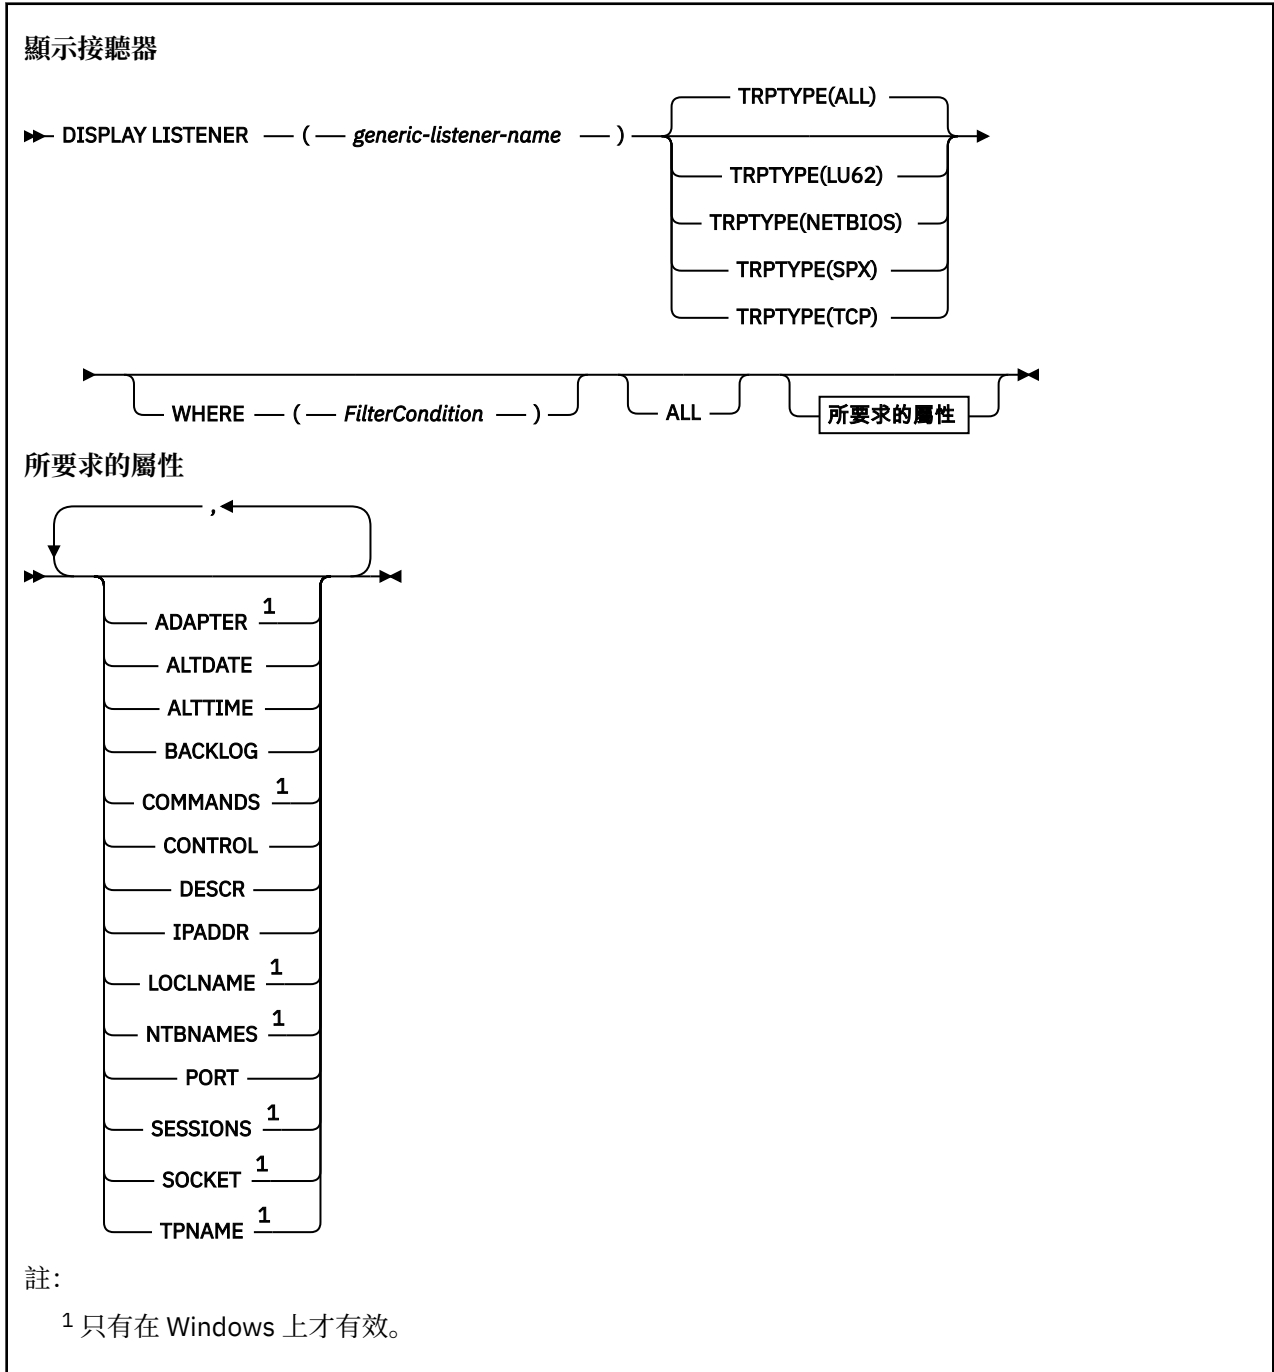 顯示接聽器
TRPTYPE(ALL)
DISPLAY LISTENER ( generic-listener-name )
TRPTYPE(LU62)
TRPTYPE(NETBIOS)
TRPTYPE(SPX)
TRPTYPE(TCP)
WHERE ( FilterCondition ) ALL 所要求的屬性
所要求的屬性
,
ADAPTER 1
ALTDATE
ALTTIME
BACKLOG
COMMANDS 1
CONTROL
DESCR
IPADDR
LOCLNAME 1
NTBNAMES 1
PORT
SESSIONS 1
SOCKET 1
TPNAME 1
註:
1 只有在 Windows 上才有效。